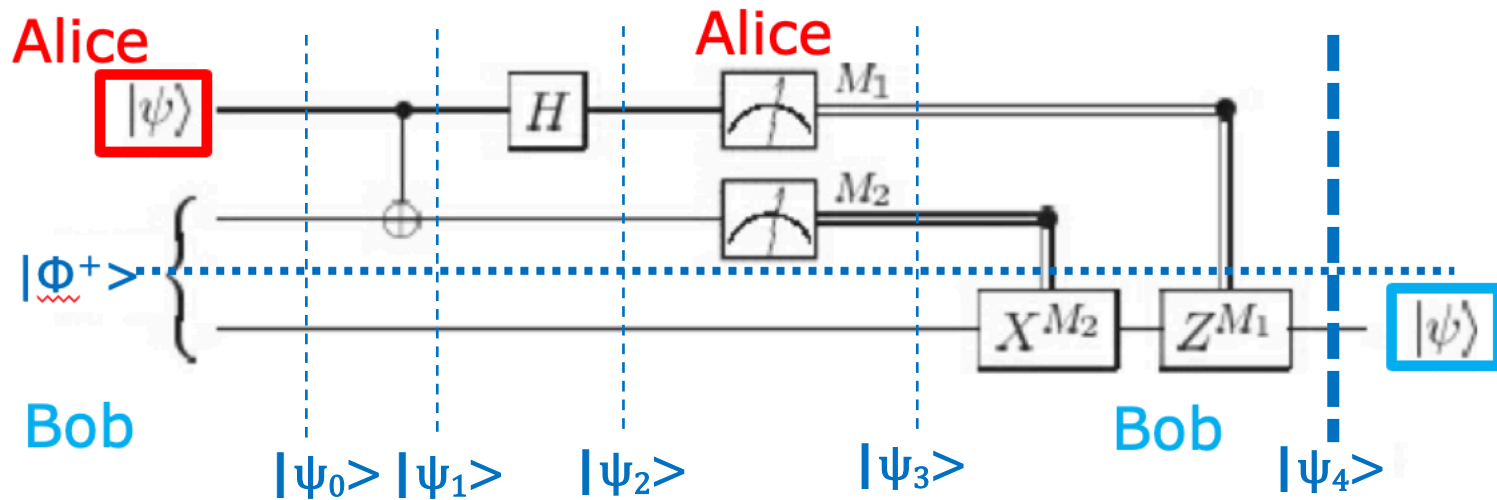 Alice
Alice
|ψ⟩
H
M₁
M₂
|Φ⁺>
X^{M₂}
Z^{M₁}
|ψ⟩
Bob
Bob
|ψ₀> |ψ₁> |ψ₂> |ψ₃> |ψ₄>